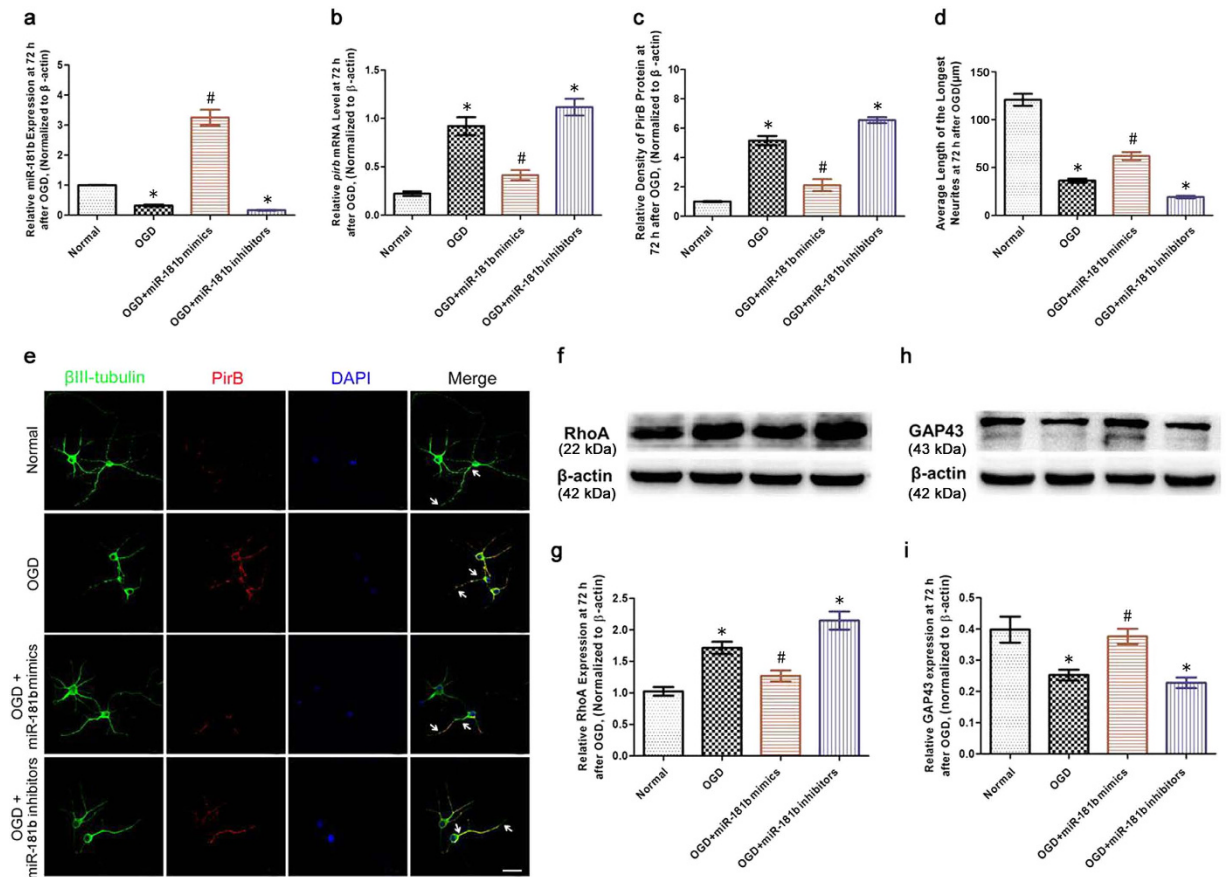 a
Relative miR-181b Expression at 72 h
after OGD, (Normalized to β -actin)
5
4
3
2
1
0
*
#
*
Normal
OGD
OGD+miR-181b mimics
OGD+miR-181b inhibitors
b
Relative pirb mRNA Level at 72 h
after OGD, (Normalized to β -actin)
1.5
1.0
0.5
0.0
*
#
*
Normal
OGD
OGD+miR-181b mimics
OGD+miR-181b inhibitors
c
Relative Density of PirB Protein at
72 h after OGD, (Normalized to β -actin)
10
8
6
4
2
0
*
#
*
Normal
OGD
OGD+miR-181b mimics
OGD+miR-181b inhibitors
d
Average Length of the Longest
Neurites at 72 h after OGD(μm)
150
100
50
0
*
#
*
Normal
OGD
OGD+miR-181b mimics
OGD+miR-181b inhibitors
e
βIII-tubulin PirB DAPI Merge
Normal
OGD
OGD +
miR-181bmimics
OGD +
miR-181b inhibitors
f
RhoA
(22 kDa)
β-actin
(42 kDa)
h
GAP43
(43 kDa)
β-actin
(42 kDa)
g
Relative RhoA Expression at 72 h
after OGD, (Normalized to β-actin)
2.5
2.0
1.5
1.0
0.5
0.0
*
#
*
Normal
OGD
OGD+miR-181b mimics
OGD+miR-181b inhibitors
i
Relative GAP43 expression at 72 h
after OGD, (normalized to β-actin)
0.5
0.4
0.3
0.2
0.1
0.0
*
#
*
Normal
OGD
OGD+miR-181b mimics
OGD+miR-181b inhibitors